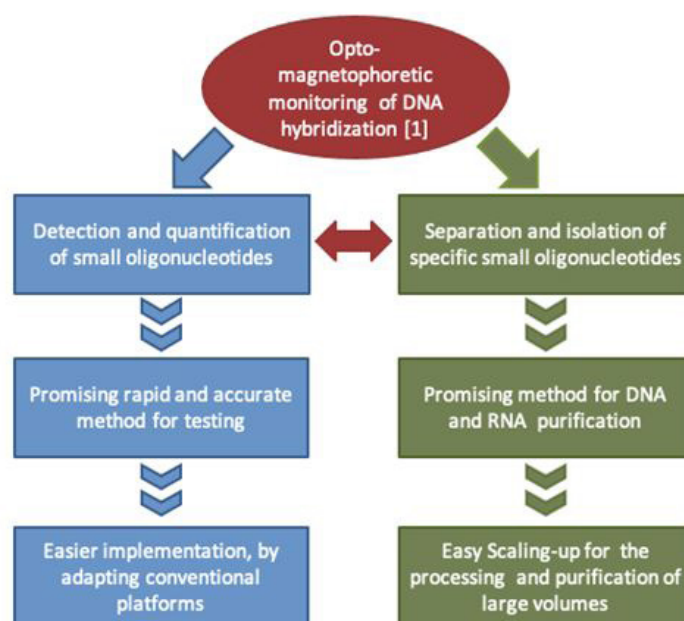 Opto-
magnetophoretic
monitoring of DNA
hybridization [1]
Detection and quantification
of small oligonucleotides
Separation and isolation of
specific small oligonucleotides
Promising rapid and accurate
method for testing
Promising method for DNA
and RNA purification
Easier implementation, by
adapting conventional
platforms
Easy Scaling-up for the
processing and purification of
large volumes